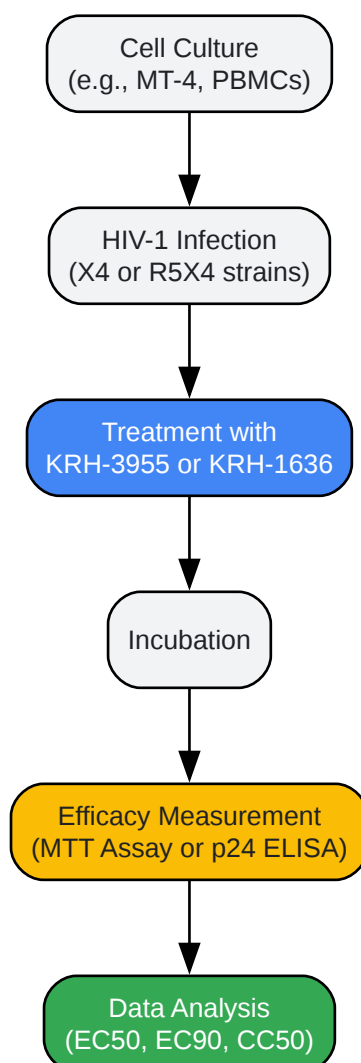 Cell Culture
(e.g., MT-4, PBMCs)
HIV-1 Infection
(X4 or R5X4 strains)
Treatment with
KRH-3955 or KRH-1636
Incubation
Efficacy Measurement
(MTT Assay or p24 ELISA)
Data Analysis
(EC50, EC90, CC50)